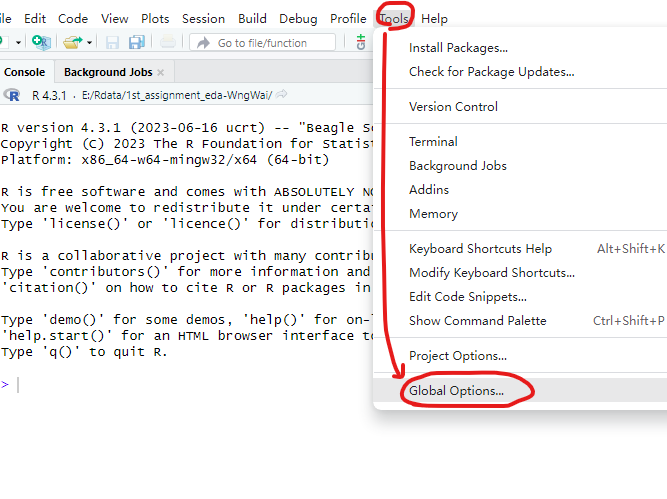 le Code View Plots Session Build Debug Profile Tools Help
Go to file/function
Console Background Jobs
R R 4.3.1 · E:/Rdata/1st_assignment_eda-WngWai/
R version 4.3.1 (2023-06-16 ucrt) -- "Beagle Sc
Copyright (C) 2023 The R Foundation for Statist
Platform: x86_64-w64-mingw32/x64 (64-bit)
R is free software and comes with ABSOLUTELY NO
You are welcome to redistribute it under certa
Type 'license()' or 'licence()' for distributio
R is a collaborative project with many contribu
Type 'contributors()' for more information and
'citation()' on how to cite R or R packages in
Type 'demo()' for some demos, 'help()' for on-l
'help.start()' for an HTML browser interface to
Type 'q()' to quit R.
>
Install Packages...
Check for Package Updates...
Version Control
Terminal
Background Jobs
Addins
Memory
Keyboard Shortcuts Help Alt+Shift+K
Modify Keyboard Shortcuts...
Edit Code Snippets...
Show Command Palette Ctrl+Shift+P
Project Options...
Global Options...